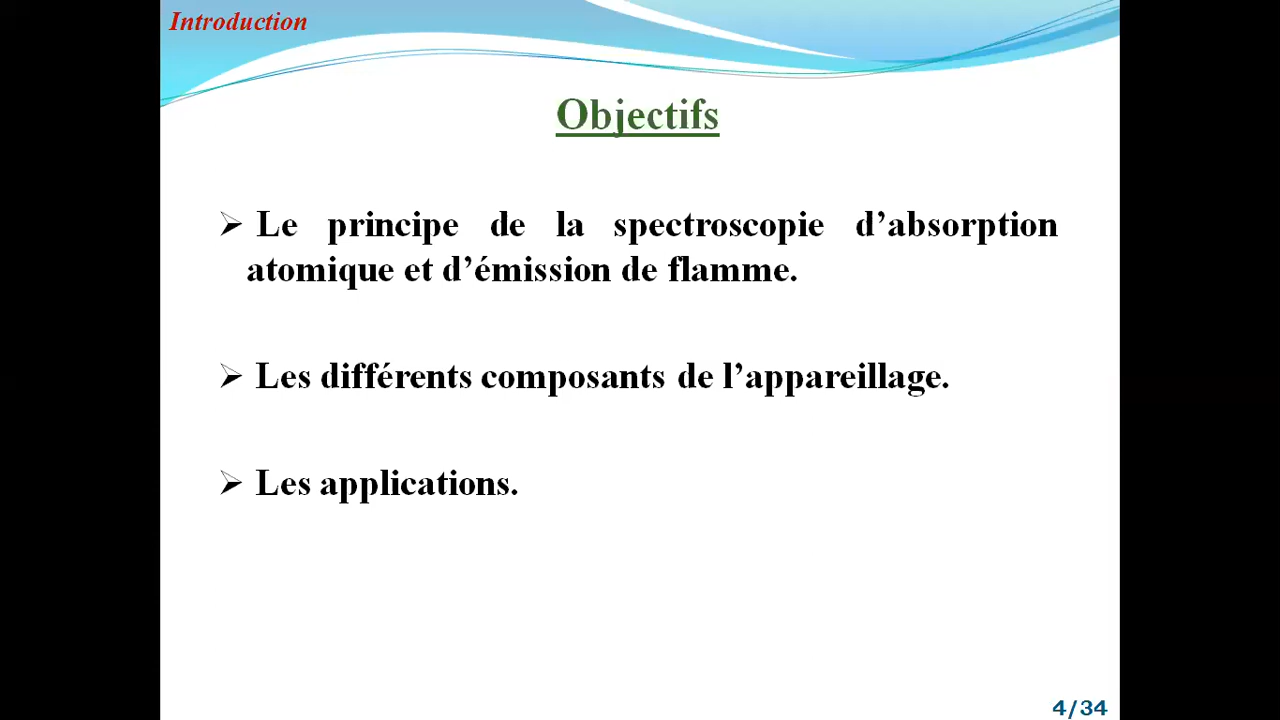 Introduction
Objectifs
➢ Le principe de la spectroscopie d’absorption
atomique et d’émission de flamme.
➢ Les différents composants de l’appareillage.
➢ Les applications.
4/34